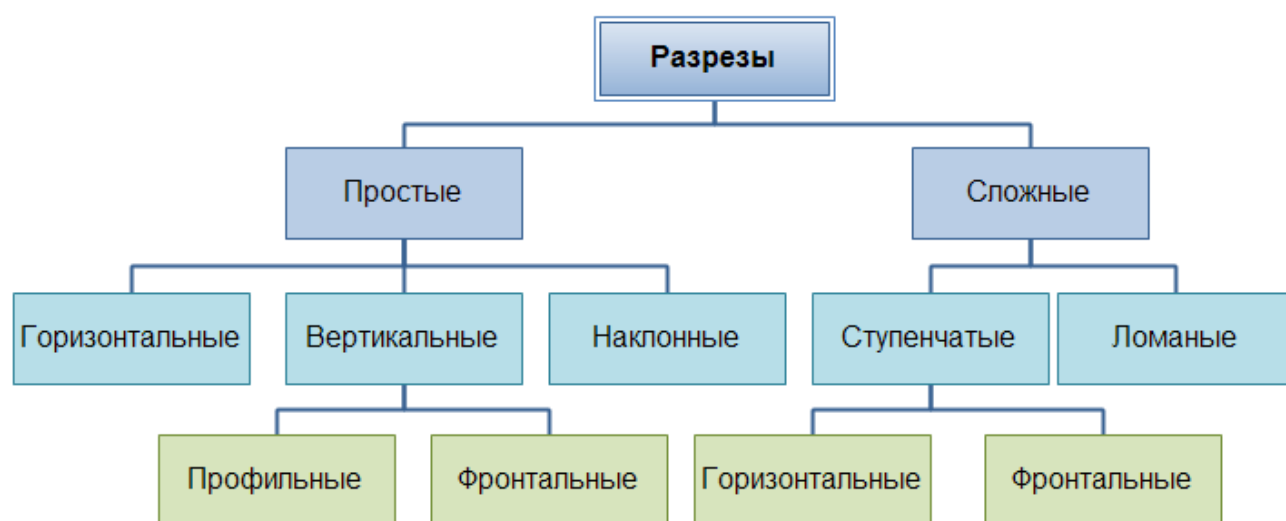 Разрезы
Простые
Сложные
Горизонтальные
Вертикальные
Наклонные
Ступенчатые
Ломаные
Профильные
Фронтальные
Горизонтальные
Фронтальные